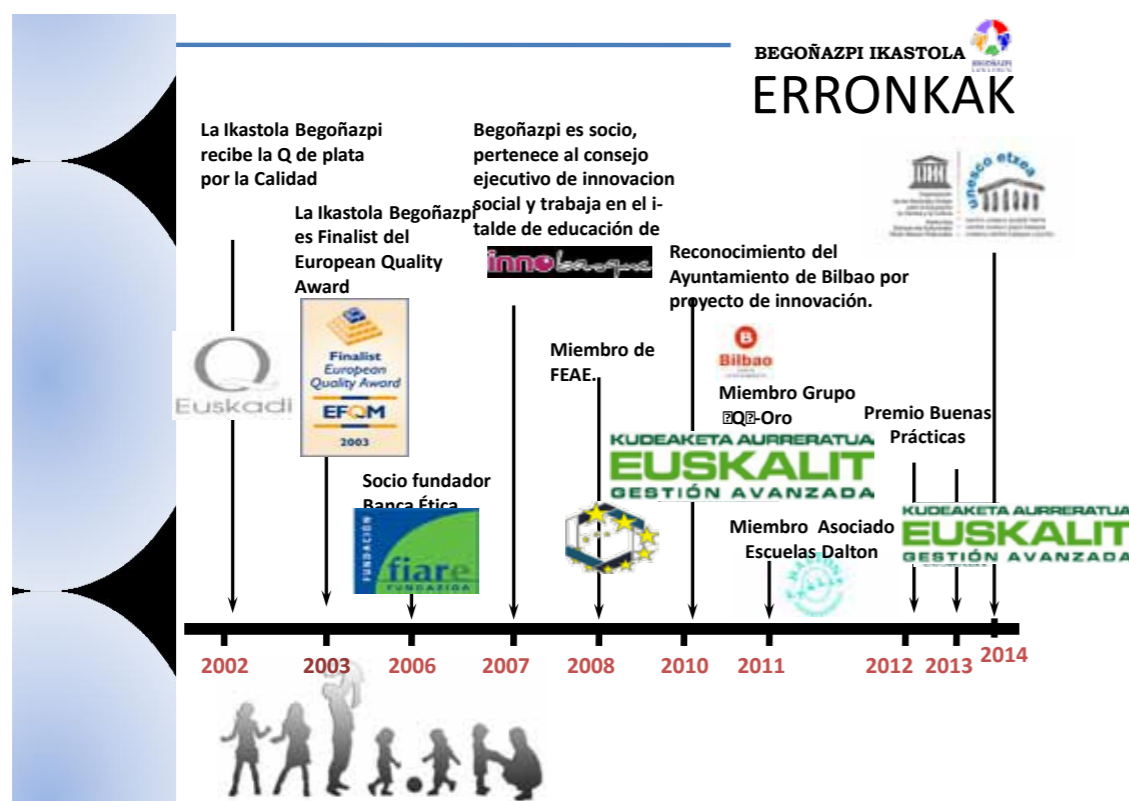 BEGOÑAZPI IKASTOLA
ERRONKAK
La Ikastola Begoñazpi
recibe la Q de plata
por la Calidad
La Ikastola Begoñazpi
es Finalist del
European Quality
Award
Begoñazpi es socio,
pertenece al consejo
ejecutivo de innovacion
social y trabaja en el i-
talde de educación de
innobasque
Reconocimiento del
Ayuntamiento de Bilbao por
proyecto de innovación.
unesco etxea
Q
Euskadi
Finalist
European
Quality Award
EFQM
2003
Socio fundador
Banca Ética
FUNDACIÓN
fiare
FUNDAZIOA
Miembro de
FEAE.
B
Bilbao
Miembro Grupo
Q-Oro
KUDEAKETA AURRERATUA
EUSKALIT
GESTIÓN AVANZADA
Miembro Asociado
Escuelas Dalton
Premio Buenas
Prácticas
KUDEAKETA AURRERATUA
EUSKALIT
GESTIÓN AVANZADA
2002
2003
2006
2007
2008
2010
2011
2012
2013
2014